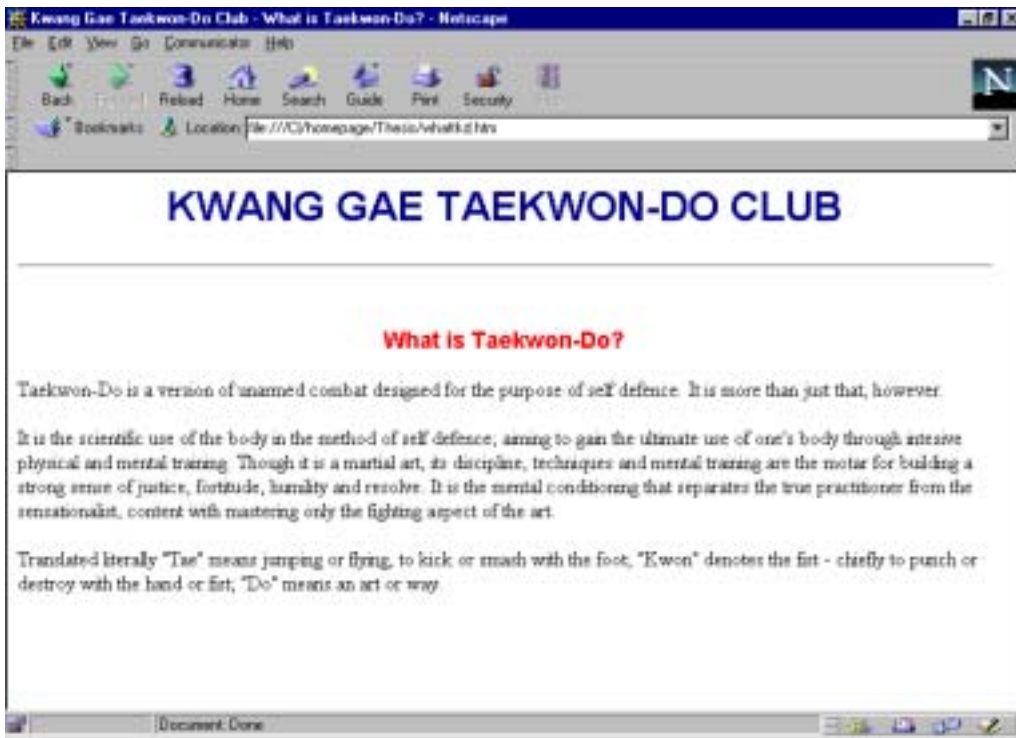 Kwang Gae Taekwon-Do Club - What is Taekwon-Do? - Netscape
File Edit View Go Communicator Help
Back Reload Home Search Guide Print Security
N
Bookmarks Location: file:///C|/homepage/Thesis/whattkd.htm
KWANG GAE TAEKWON-DO CLUB
What is Taekwon-Do?
Taekwon-Do is a version of unarmed combat designed for the purpose of self defence. It is more than just that, however.
It is the scientific use of the body in the method of self defence; aiming to gain the ultimate use of one's body through intesive
physical and mental training. Though it is a martial art, its discipline, techniques and mental training are the motar for building a
strong sense of justice, fortitude, humility and resolve. It is the mental conditioning that separates the true practitioner from the
sensationalist, content with mastering only the fighting aspect of the art.
Translated literally "Tae" means jumping or flying, to kick or smash with the foot, "Kwon" denotes the fist - chiefly to punch or
destroy with the hand or fist, "Do" means an art or way.
Document: Done